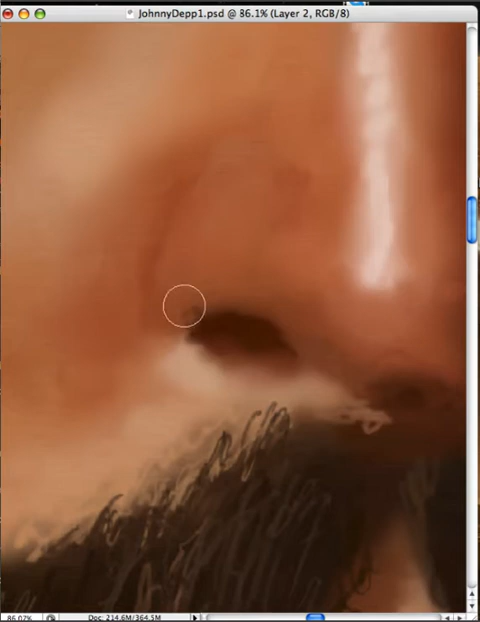 JohnnyDepp1.psd @ 86.1% (Layer 2, RGB/8)
86.07% Doc: 214.6M/364.5M